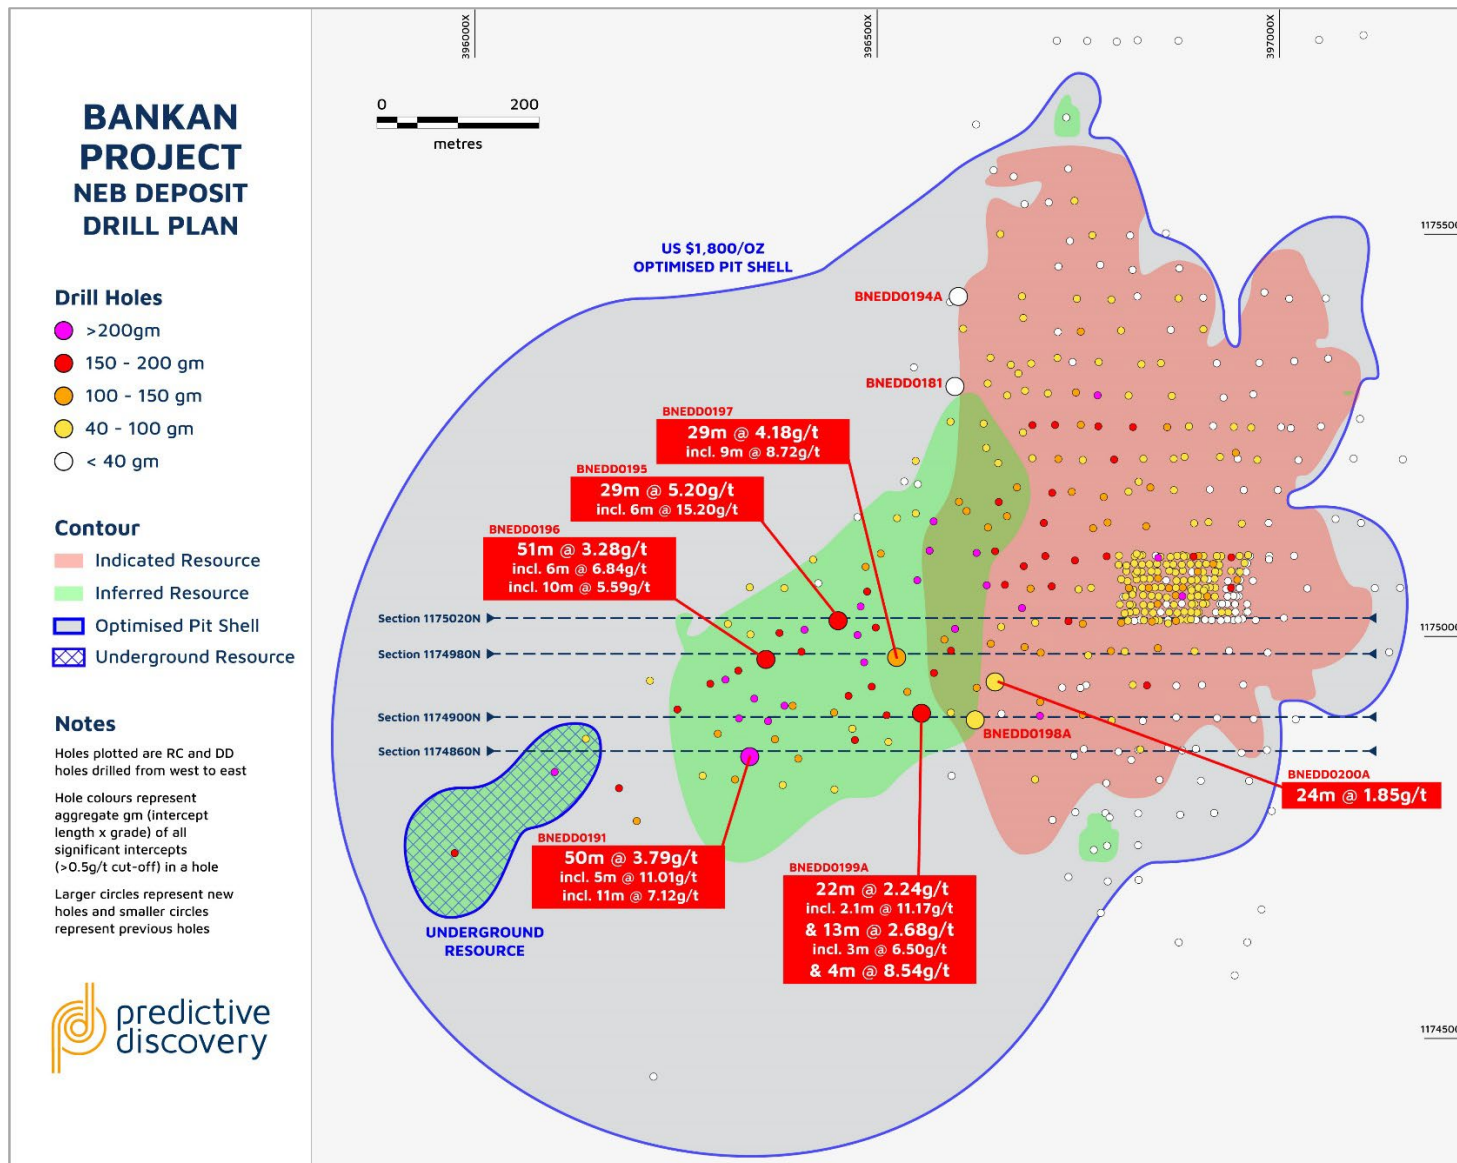 BANKAN
PROJECT
NEB DEPOSIT
DRILL PLAN
Drill Holes
>200gm
150 - 200 gm
100 - 150 gm
40 - 100 gm
< 40 gm
Contour
Indicated Resource
Inferred Resource
Optimised Pit Shell
Underground Resource
Notes
Holes plotted are RC and DD
holes drilled from west to east
Hole colours represent
aggregate gm (intercept
length x grade) of all
significant intercepts
(>0.5g/t cut-off) in a hole
Larger circles represent new
holes and smaller circles
represent previous holes
predictive
discovery
396000X
396500X
397000X
0 200
metres
US $1,800/OZ
OPTIMISED PIT SHELL
1175500
BNEDD0194A
BNEDD0181
BNEDD0197
29m @ 4.18g/t
incl. 9m @ 8.72g/t
BNEDD0195
29m @ 5.20g/t
incl. 6m @ 15.20g/t
BNEDD0196
51m @ 3.28g/t
incl. 6m @ 6.84g/t
incl. 10m @ 5.59g/t
Section 1175020N
1175000
Section 1174980N
Section 1174900N
BNEDD0198A
Section 1174860N
BNEDD0200A
24m @ 1.85g/t
BNEDD0191
50m @ 3.79g/t
incl. 5m @ 11.01g/t
incl. 11m @ 7.12g/t
BNEDD0199A
22m @ 2.24g/t
incl. 2.1m @ 11.17g/t
& 13m @ 2.68g/t
incl. 3m @ 6.50g/t
& 4m @ 8.54g/t
UNDERGROUND
RESOURCE
1174500